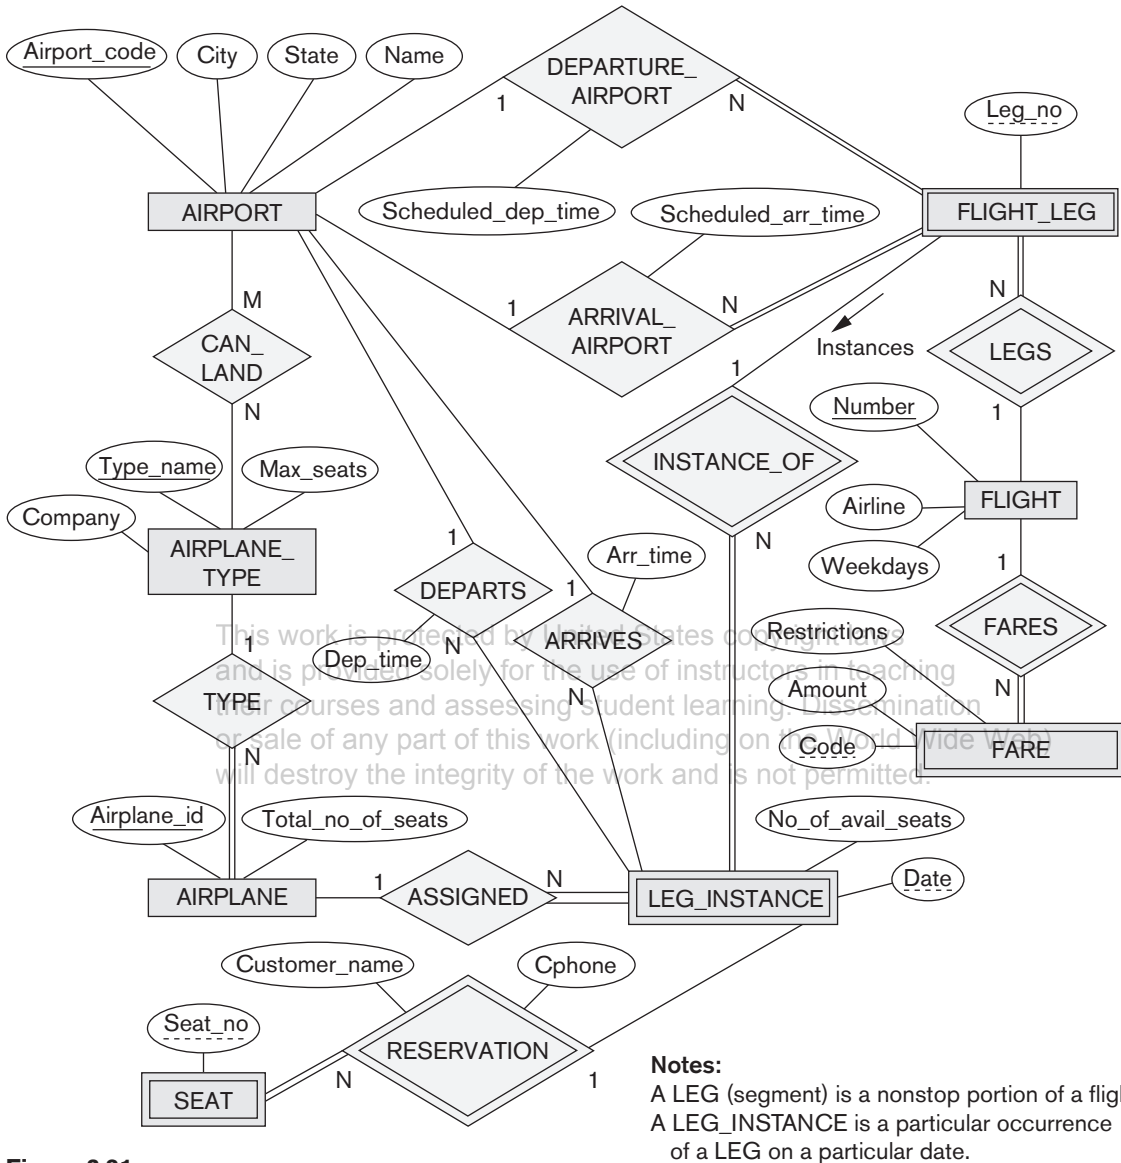 Airport_code
City
State
Name
DEPARTURE_
AIRPORT
1
N
Leg_no
AIRPORT
Scheduled_dep_time
Scheduled_arr_time
FLIGHT_LEG
M
1
ARRIVAL_
AIRPORT
N
N
CAN_
LAND
Instances
LEGS
1
N
Number
1
Type_name
Max_seats
INSTANCE_OF
FLIGHT
Company
Airline
AIRPLANE_
TYPE
1
Arr_time
N
Weekdays
1
DEPARTS
1
FARES
This work is protected by United States copyright laws
and is provided solely for the use of instructors in teaching
their courses and assessing student learning. Dissemination
or sale of any part of this work (including on the World Wide Web)
will destroy the integrity of the work and is not permitted.
1
Dep_time
N
ARRIVES
Restrictions
TYPE
N
Amount
N
N
Code
FARE
Airplane_id
Total_no_of_seats
No_of_avail_seats
AIRPLANE
1
ASSIGNED
N
LEG_INSTANCE
Date
Customer_name
Cphone
Seat_no
RESERVATION
N
1
SEAT
Notes:
A LEG (segment) is a nonstop portion of a
A LEG_INSTANCE is a particular occurrence
of a LEG on a particular date.